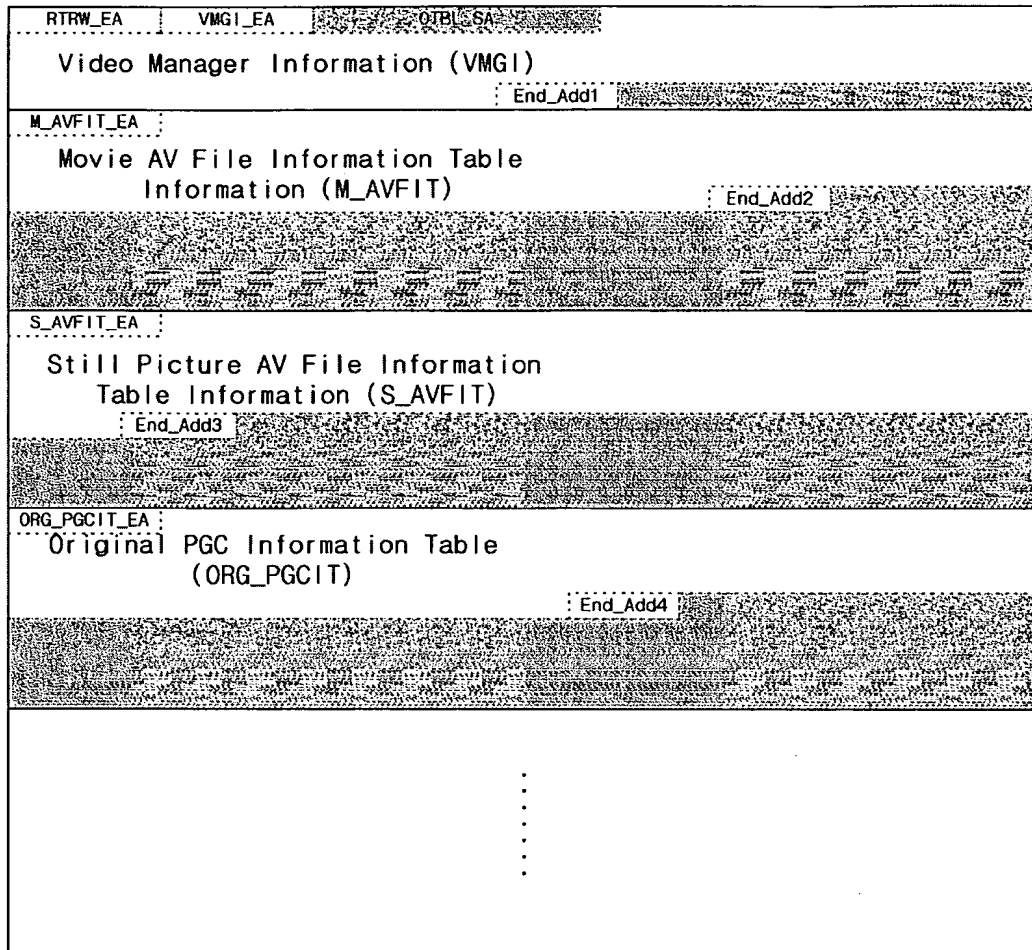 RTRW_EA VMGI_EA OTBL_SA
Video Manager Information (VMGI)
End_Add1
M_AVFIT_EA
Movie AV File Information Table
Information (M_AVFIT)
End_Add2
S_AVFIT_EA
Still Picture AV File Information
Table Information (S_AVFIT)
End_Add3
ORG_PGCIT_EA
Original PGC Information Table
(ORG_PGCIT)
End_Add4